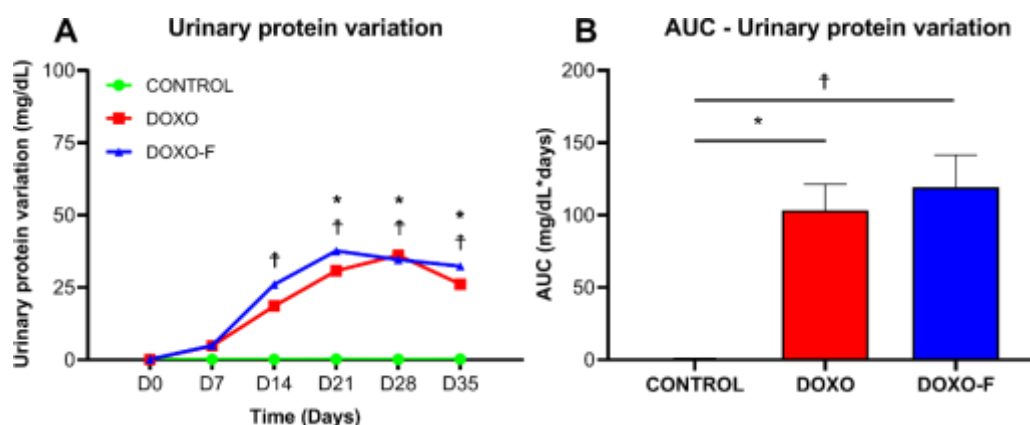 A Urinary protein variation
Urinary protein variation (mg/dL)
100
75
50
25
0
CONTROL
DOXO
DOXO-F
* * *
† † † †
D0 D7 D14 D21 D28 D35
Time (Days)
B AUC - Urinary protein variation
AUC (mg/dL*days)
200
150
100
50
0
†
*
CONTROL DOXO DOXO-F